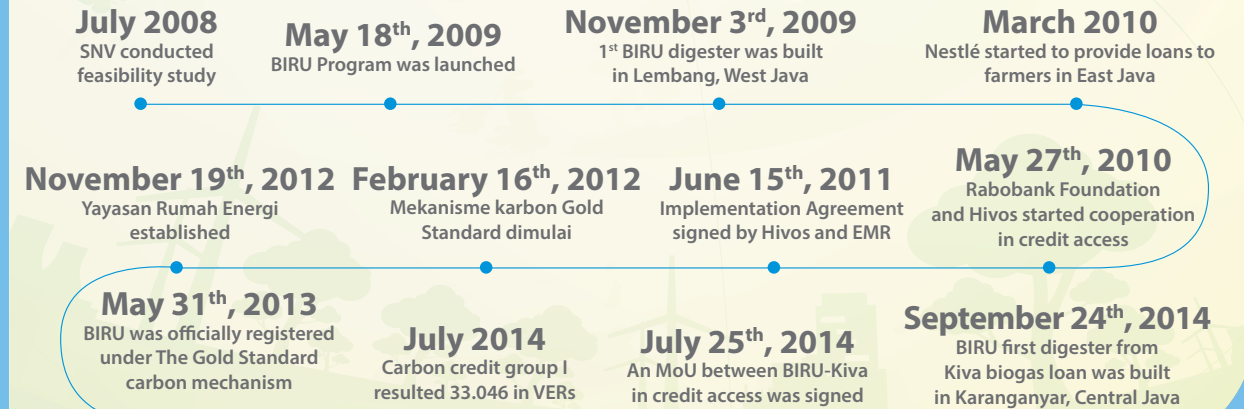 July 2008
SNV conducted
feasibility study
May 18th, 2009
BIRU Program was launched
November 3rd, 2009
1st BIRU digester was built
in Lembang, West Java
March 2010
Nestlé started to provide loans to
farmers in East Java
May 27th, 2010
Rabobank Foundation
and Hivos started cooperation
in credit access
June 15th, 2011
Implementation Agreement
signed by Hivos and EMR
February 16th, 2012
Mekanisme karbon Gold
Standard dimulai
November 19th, 2012
Yayasan Rumah Energi
established
May 31th, 2013
BIRU was officially registered
under The Gold Standard
carbon mechanism
July 2014
Carbon credit group I
resulted 33.046 in VERs
July 25th, 2014
An MoU between BIRU-Kiva
in credit access was signed
September 24th, 2014
BIRU first digester from
Kiva biogas loan was built
in Karanganyar, Central Java